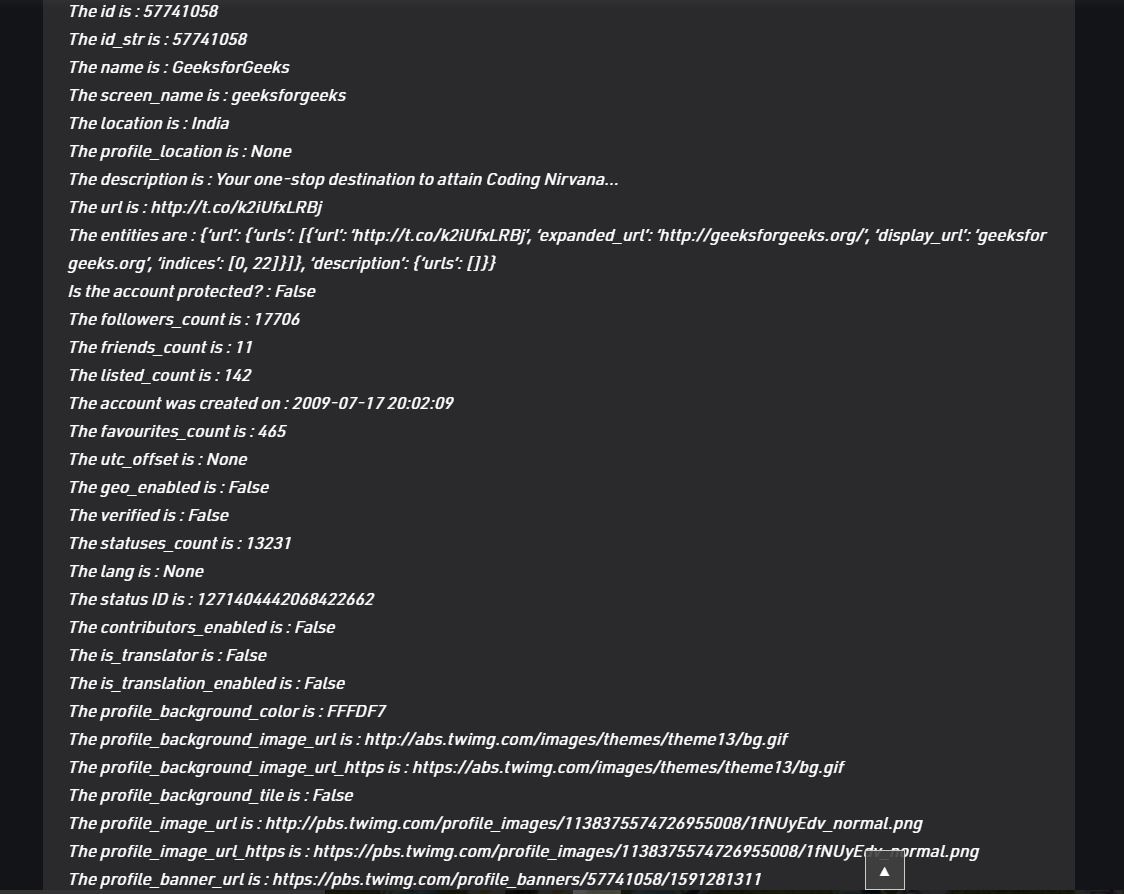 The id is : 57741058
The id_str is : 57741058
The name is : GeeksforGeeks
The screen_name is : geeksforgeeks
The location is : India
The profile_location is : None
The description is : Your one-stop destination to attain Coding Nirvana...
The url is : http://t.co/k2iUfxLRBj
The entities are : {‘url’: {‘urls’: [{‘url’: ‘http://t.co/k2iUfxLRBj’, ‘expanded_url’: ‘http://geeksforgeeks.org/’, ‘display_url’: ‘geeksfor
geeks.org’, ‘indices’: [0, 22]}]}, ‘description’: {‘urls’: []}}
Is the account protected? : False
The followers_count is : 17706
The friends_count is : 11
The listed_count is : 142
The account was created on : 2009-07-17 20:02:09
The favourites_count is : 465
The utc_offset is : None
The geo_enabled is : False
The verified is : False
The statuses_count is : 13231
The lang is : None
The status ID is : 1271404442068422662
The contributors_enabled is : False
The is_translator is : False
The is_translation_enabled is : False
The profile_background_color is : FFFDF7
The profile_background_image_url is : http://abs.twimg.com/images/themes/theme13/bg.gif
The profile_background_image_url_https is : https://abs.twimg.com/images/themes/theme13/bg.gif
The profile_background_tile is : False
The profile_image_url is : http://pbs.twimg.com/profile_images/1138375574726955008/1fNUyEdv_normal.png
The profile_image_url_https is : https://pbs.twimg.com/profile_images/1138375574726955008/1fNUyEdv_normal.png
The profile_banner_url is : https://pbs.twimg.com/profile_banners/57741058/1591281311